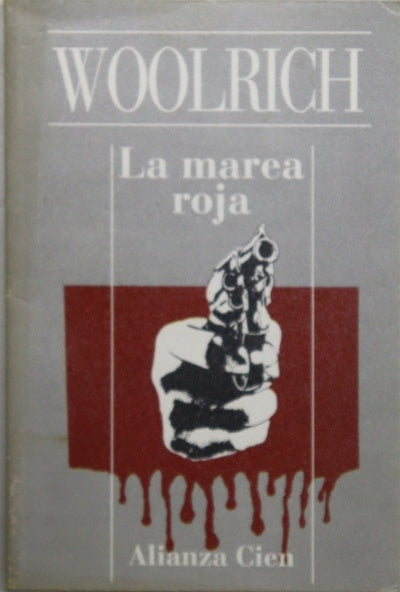 WOOLRICH
La marea
roja
Alianza Cien